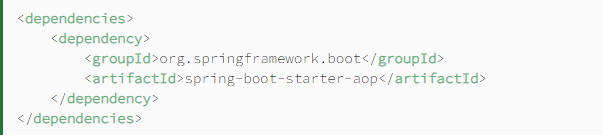 <dependencies>
    <dependency>
        <groupId>org.springframework.boot</groupId>
        <artifactId>spring-boot-starter-aop</artifactId>
    </dependency>
</dependencies>